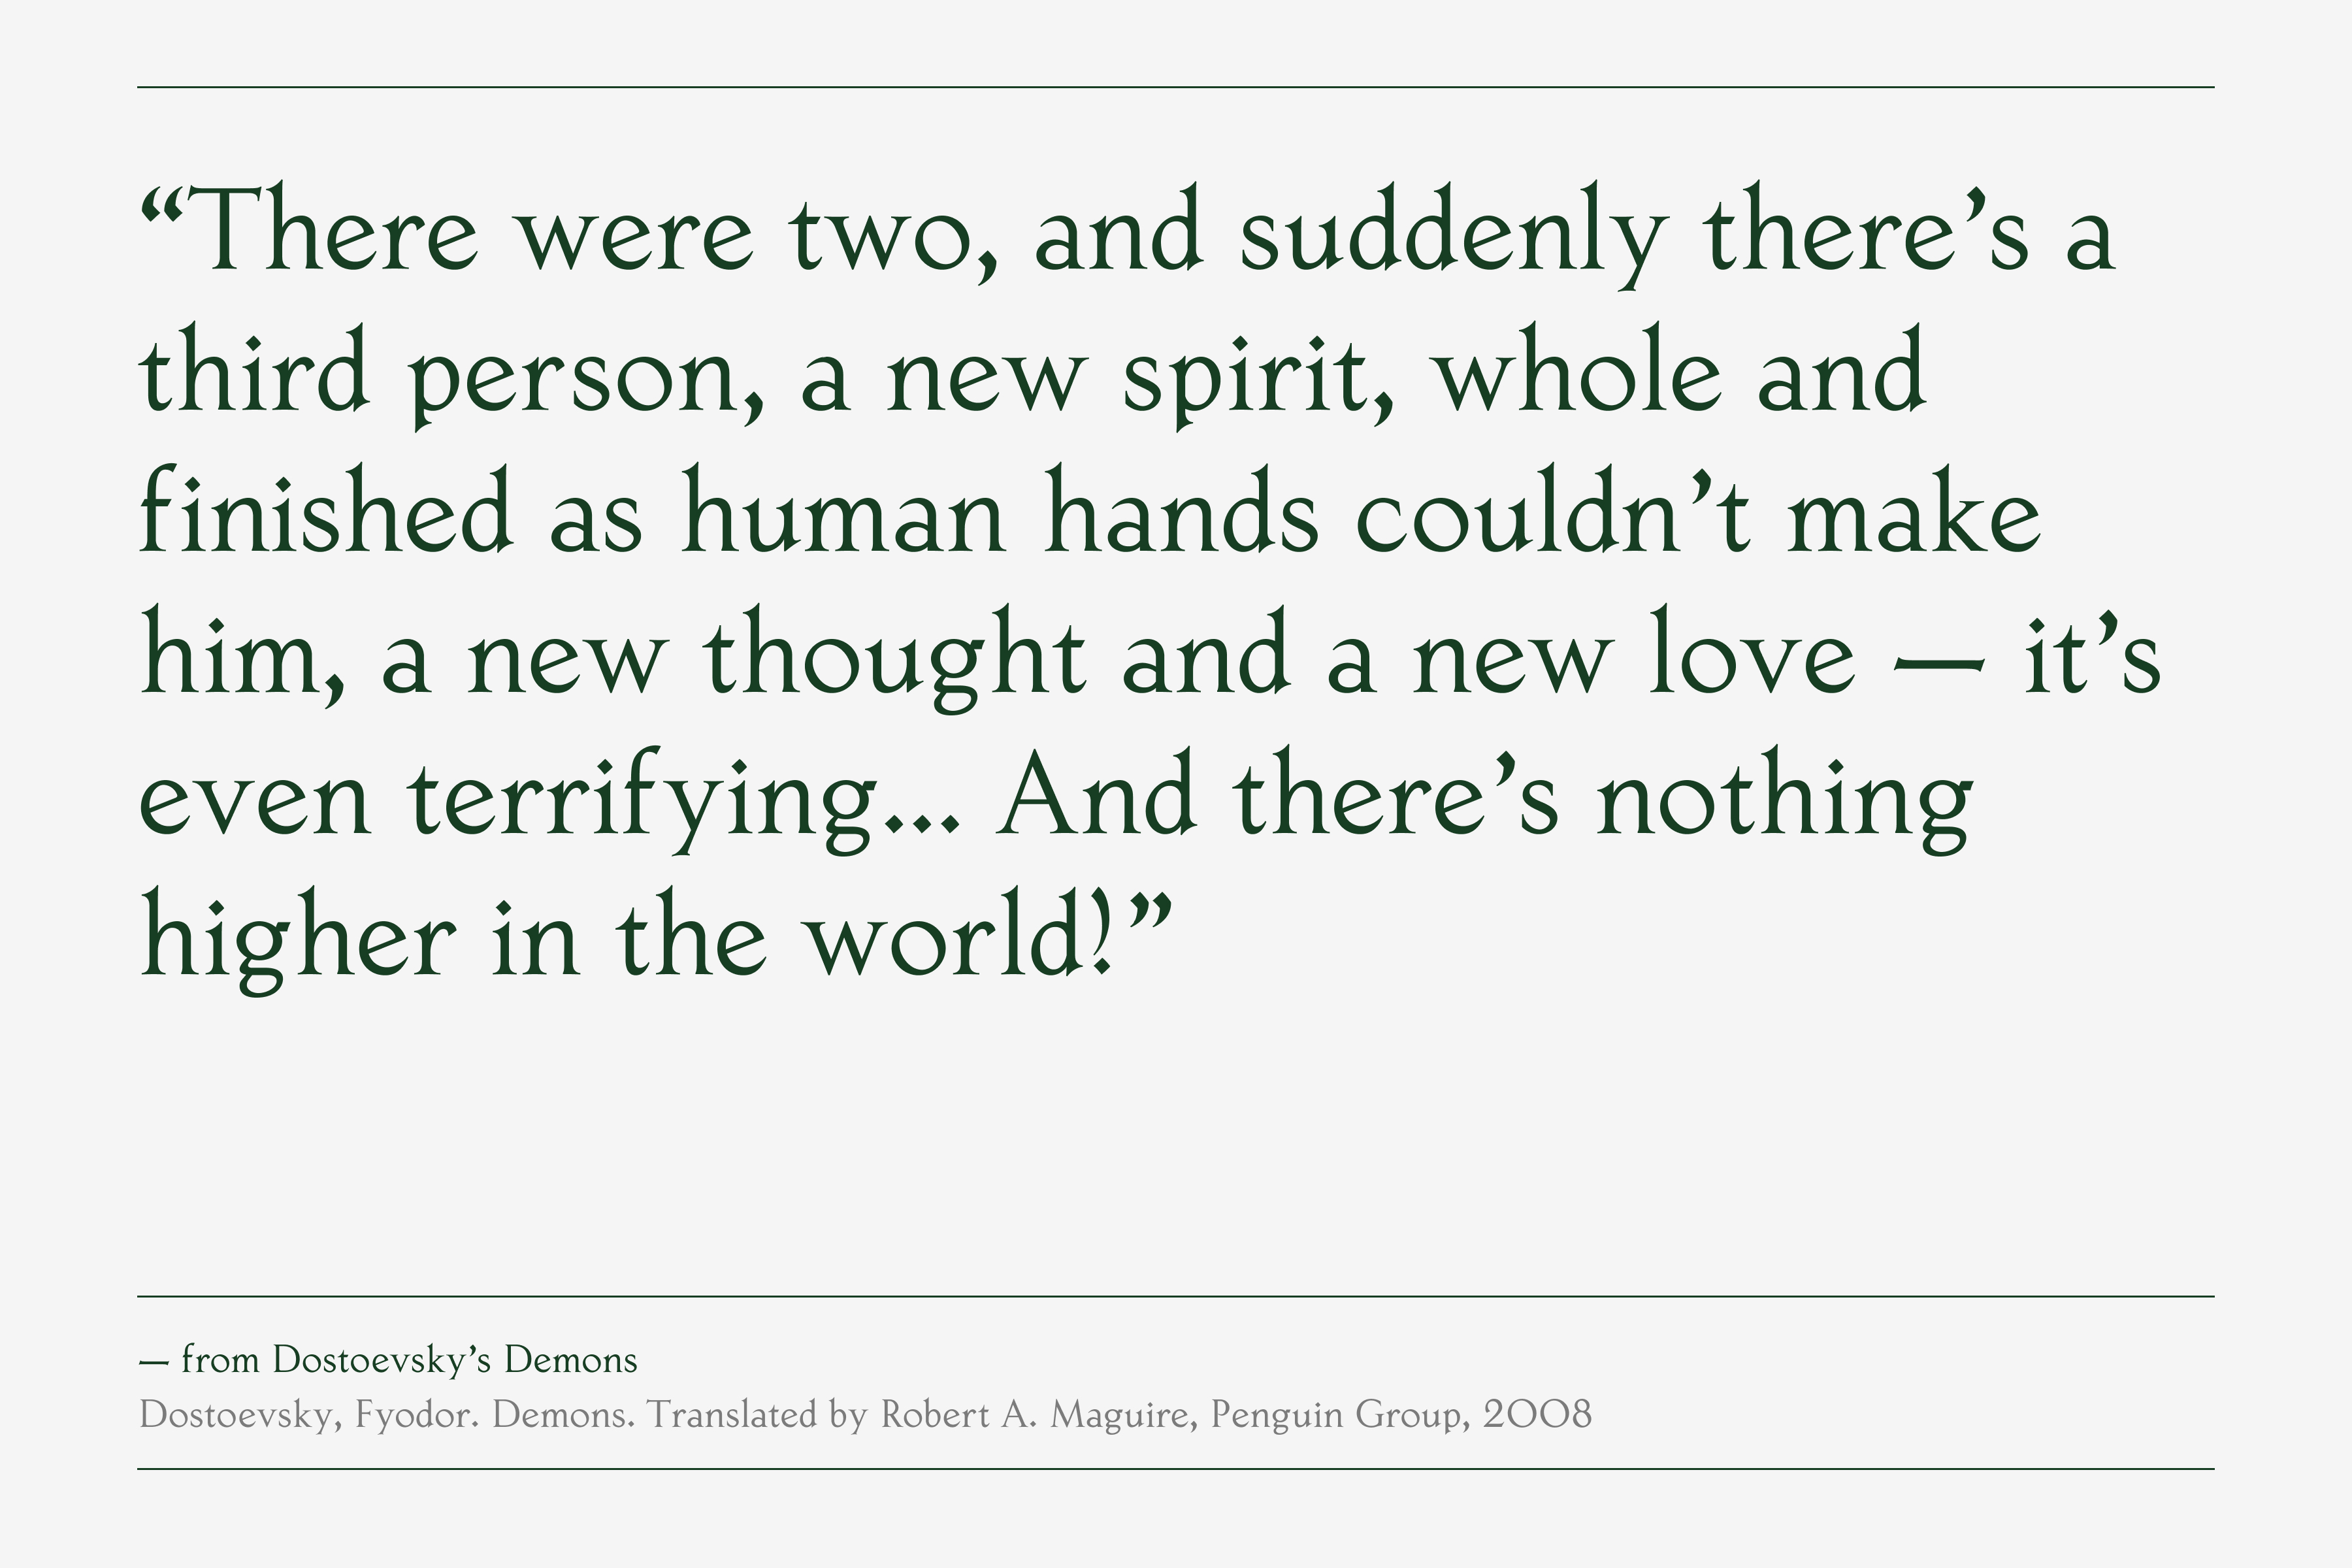 “There were two, and suddenly there’s a
third person, a new spirit, whole and
finished as human hands couldn’t make
him, a new thought and a new love — it’s
even terrifying... And there’s nothing
higher in the world!”
— from Dostoevsky’s Demons
Dostoevsky, Fyodor. Demons. Translated by Robert A. Maguire, Penguin Group, 2008